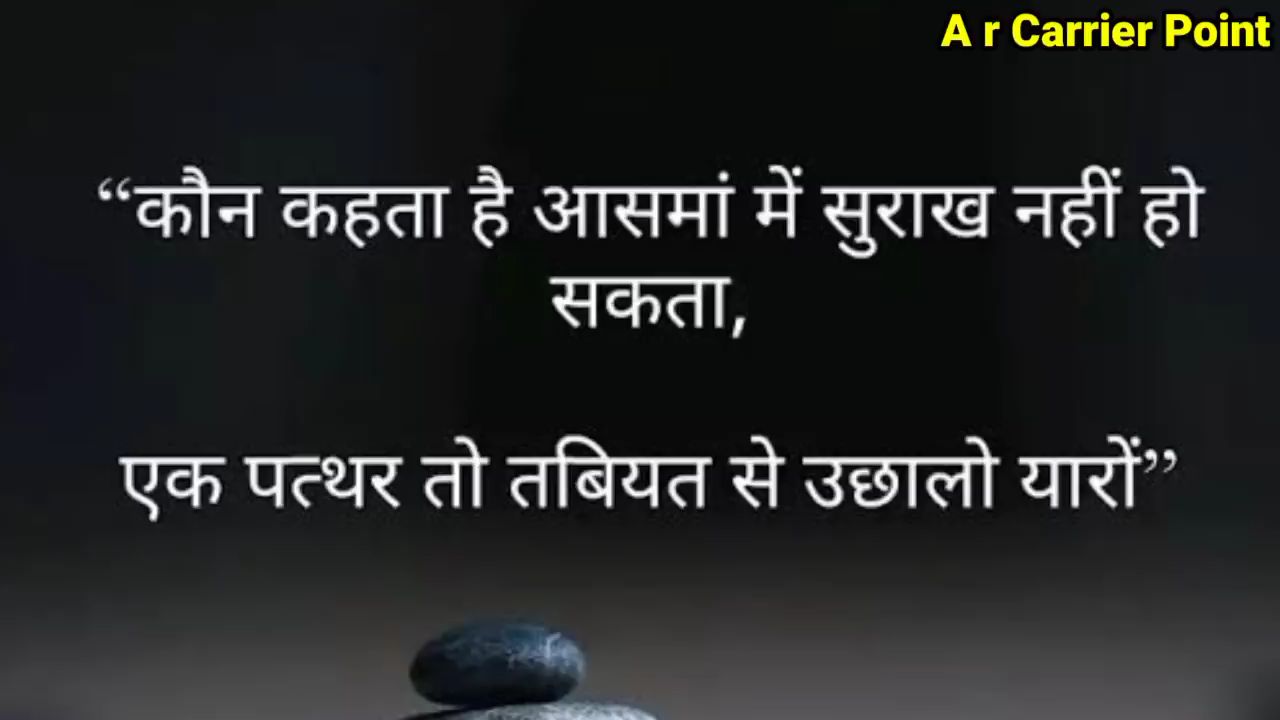 A r Carrier Point
“कौन कहता है आसमां में सुराख नहीं हो
सकता,
एक पत्थर तो तबियत से उछालो यारों”